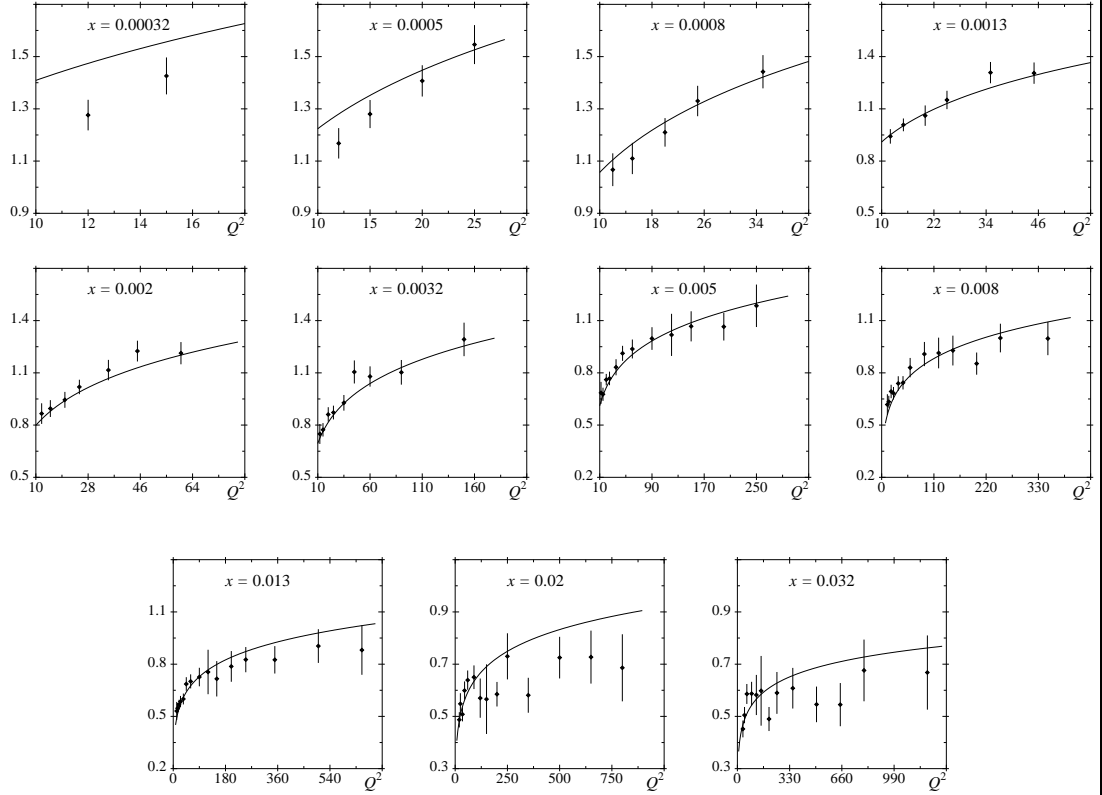 x = 0.00032
1.5
1.3
1.1
0.9
10 12 14 16 Q²
x = 0.0005
1.5
1.3
1.1
0.9
10 15 20 25 Q²
x = 0.0008
1.5
1.3
1.1
0.9
10 18 26 34 Q²
x = 0.0013
1.4
1.1
0.8
0.5
10 22 34 46 Q²
x = 0.002
1.4
1.1
0.8
0.5
10 28 46 64 Q²
x = 0.0032
1.4
1.1
0.8
0.5
10 60 110 160 Q²
x = 0.005
1.1
0.8
0.5
0.2
10 90 170 250 Q²
x = 0.008
1.1
0.8
0.5
0.2
0 110 220 330 Q²
x = 0.013
1.1
0.8
0.5
0.2
0 180 360 540 Q²
x = 0.02
0.9
0.7
0.5
0.3
0 250 500 750 Q²
x = 0.032
0.9
0.7
0.5
0.3
0 330 660 990 Q²